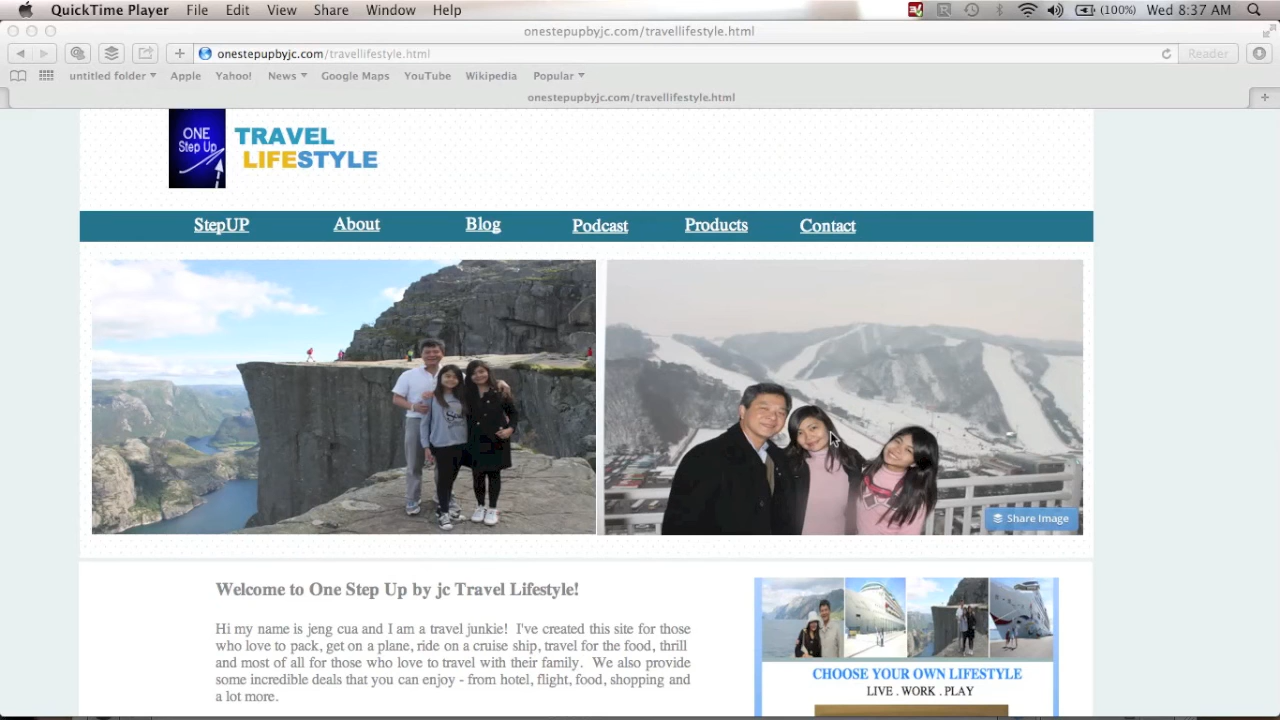 QuickTime Player File Edit View Share Window Help (100%) Wed 8:37 AM
onestepupbyjc.com/travellifestyle.html
onestepupbyjc.com/travellifestyle.html Reader
untitled folder Apple Yahoo! News Google Maps YouTube Wikipedia Popular
onestepupbyjc.com/travellifestyle.html
ONE
Step Up
TRAVEL
LIFESTYLE
StepUP About Blog Podcast Products Contact
Share Image
Welcome to One Step Up by jc Travel Lifestyle!
Hi my name is jeng cua and I am a travel junkie! I've created this site for those
who love to pack, get on a plane, ride on a cruise ship, travel for the food, thrill
and most of all for those who love to travel with their family. We also provide
some incredible deals that you can enjoy - from hotel, flight, food, shopping and
a lot more.
CHOOSE YOUR OWN LIFESTYLE
LIVE . WORK . PLAY